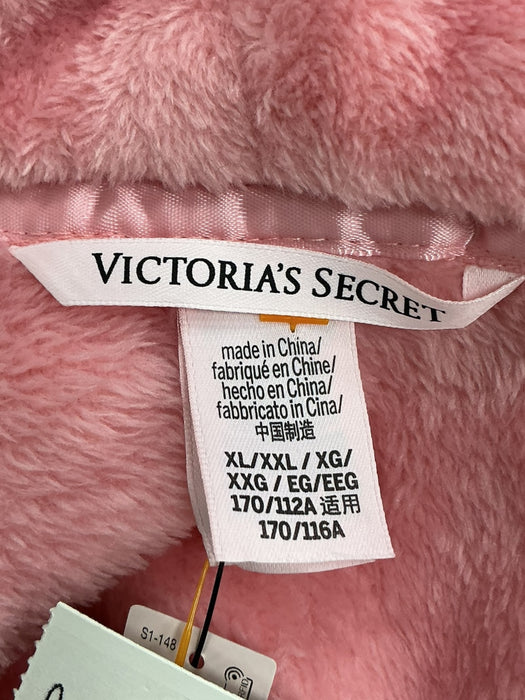 VICTORIA'S SECRET
made in China/
fabriqué en Chine/
hecho en China/
fabbricato in Cina/
中国制造
XL/XXL / XG/
XXG / EG/EEG
170/112A 适用
170/116A
S1-148
RFID